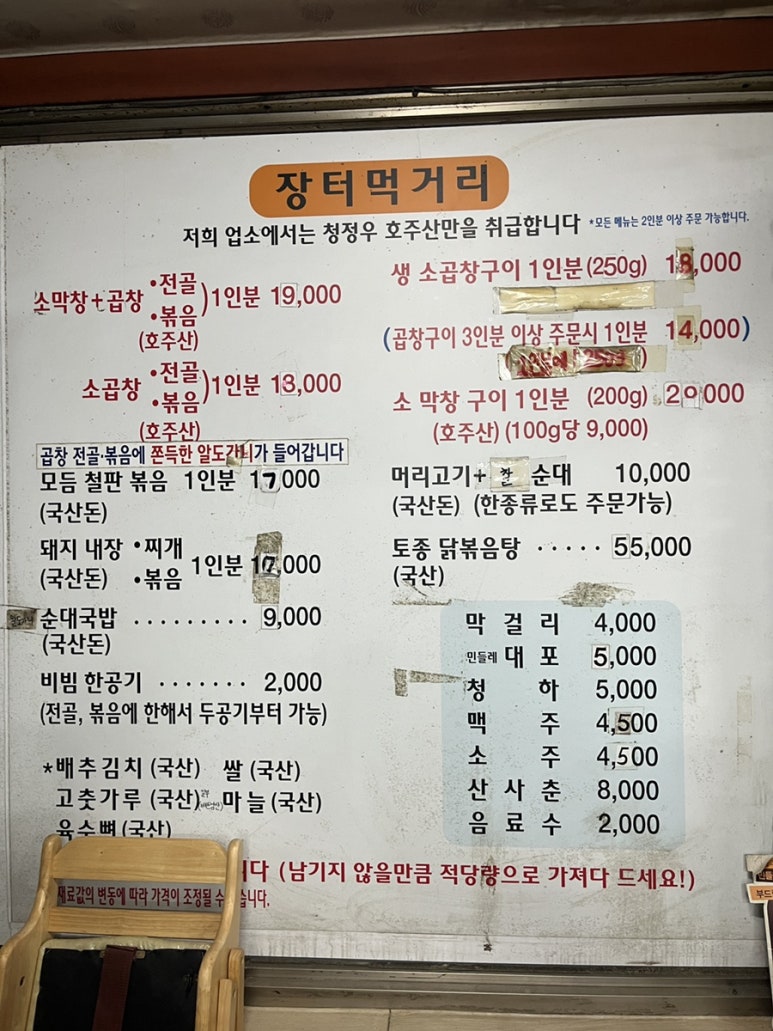 장터먹거리
저희 업소에서는 청정우 호주산만을 취급합니다 *모든 메뉴는 2인분 이상 주문 가능합니다.
소막창+곱창 •전골 •볶음 )1인분 19,000
(호주산)
소곱창 •전골 •볶음 )1인분 13,000
(호주산)
곱창 전골·볶음에 쫀득한 알도가니가 들어갑니다
모듬 철판 볶음 1인분 17,000
(국산돈)
돼지 내장 •찌개 •볶음 1인분 17,000
(국산돈)
순대국밥 ········· 9,000
(국산돈)
비빔 한공기 ······· 2,000
(전골, 볶음에 한해서 두공기부터 가능)
*배추김치 (국산) 쌀 (국산)
고춧가루 (국산) 마늘 (국산)
육수뼈 (국산)
생 소곱창구이 1인분(250g) 18,000
(곱창구이 3인분 이상 주문시 1인분 14,000)
소 막창 구이 1인분 (200g) 20,000
(호주산) (100g당 9,000)
머리고기+ 찰 순대 10,000
(국산돈) (한종류로도 주문가능)
토종 닭볶음탕 ····· 55,000
(국산)
막걸리 4,000
민들레 대포 5,000
청하 5,000
맥주 4,500
소주 4,500
산사춘 8,000
음료수 2,000
니다 (남기지 않을만큼 적당량으로 가져다 드세요!)
재료값의 변동에 따라 가격이 조정될 수 습니다.